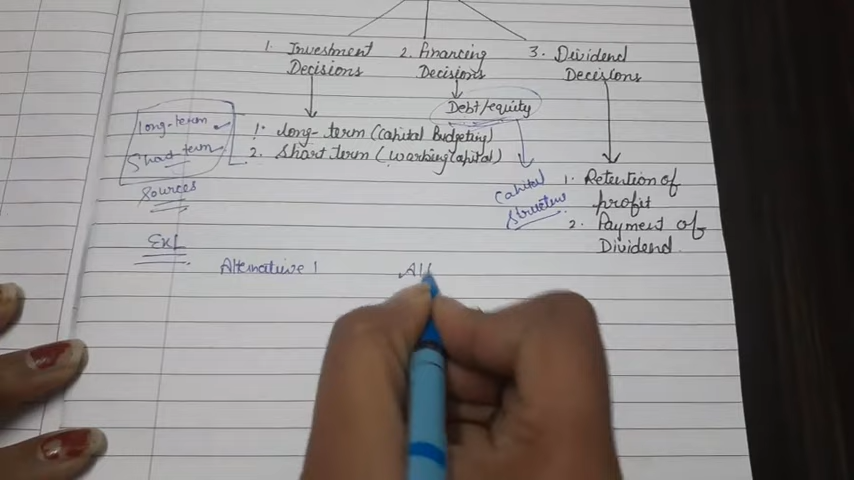 1. Investment Decisions
2. Financing Decisions
3. Dividend Decisions
Debt/equity
Long-term
Short term
Sources
1. Long-term (Capital Budgeting)
2. Short term (working Capital)
Capital
Structure
1. Retention of
profit
2. Payment of
Dividend
Ex1
Alternative 1
Alt